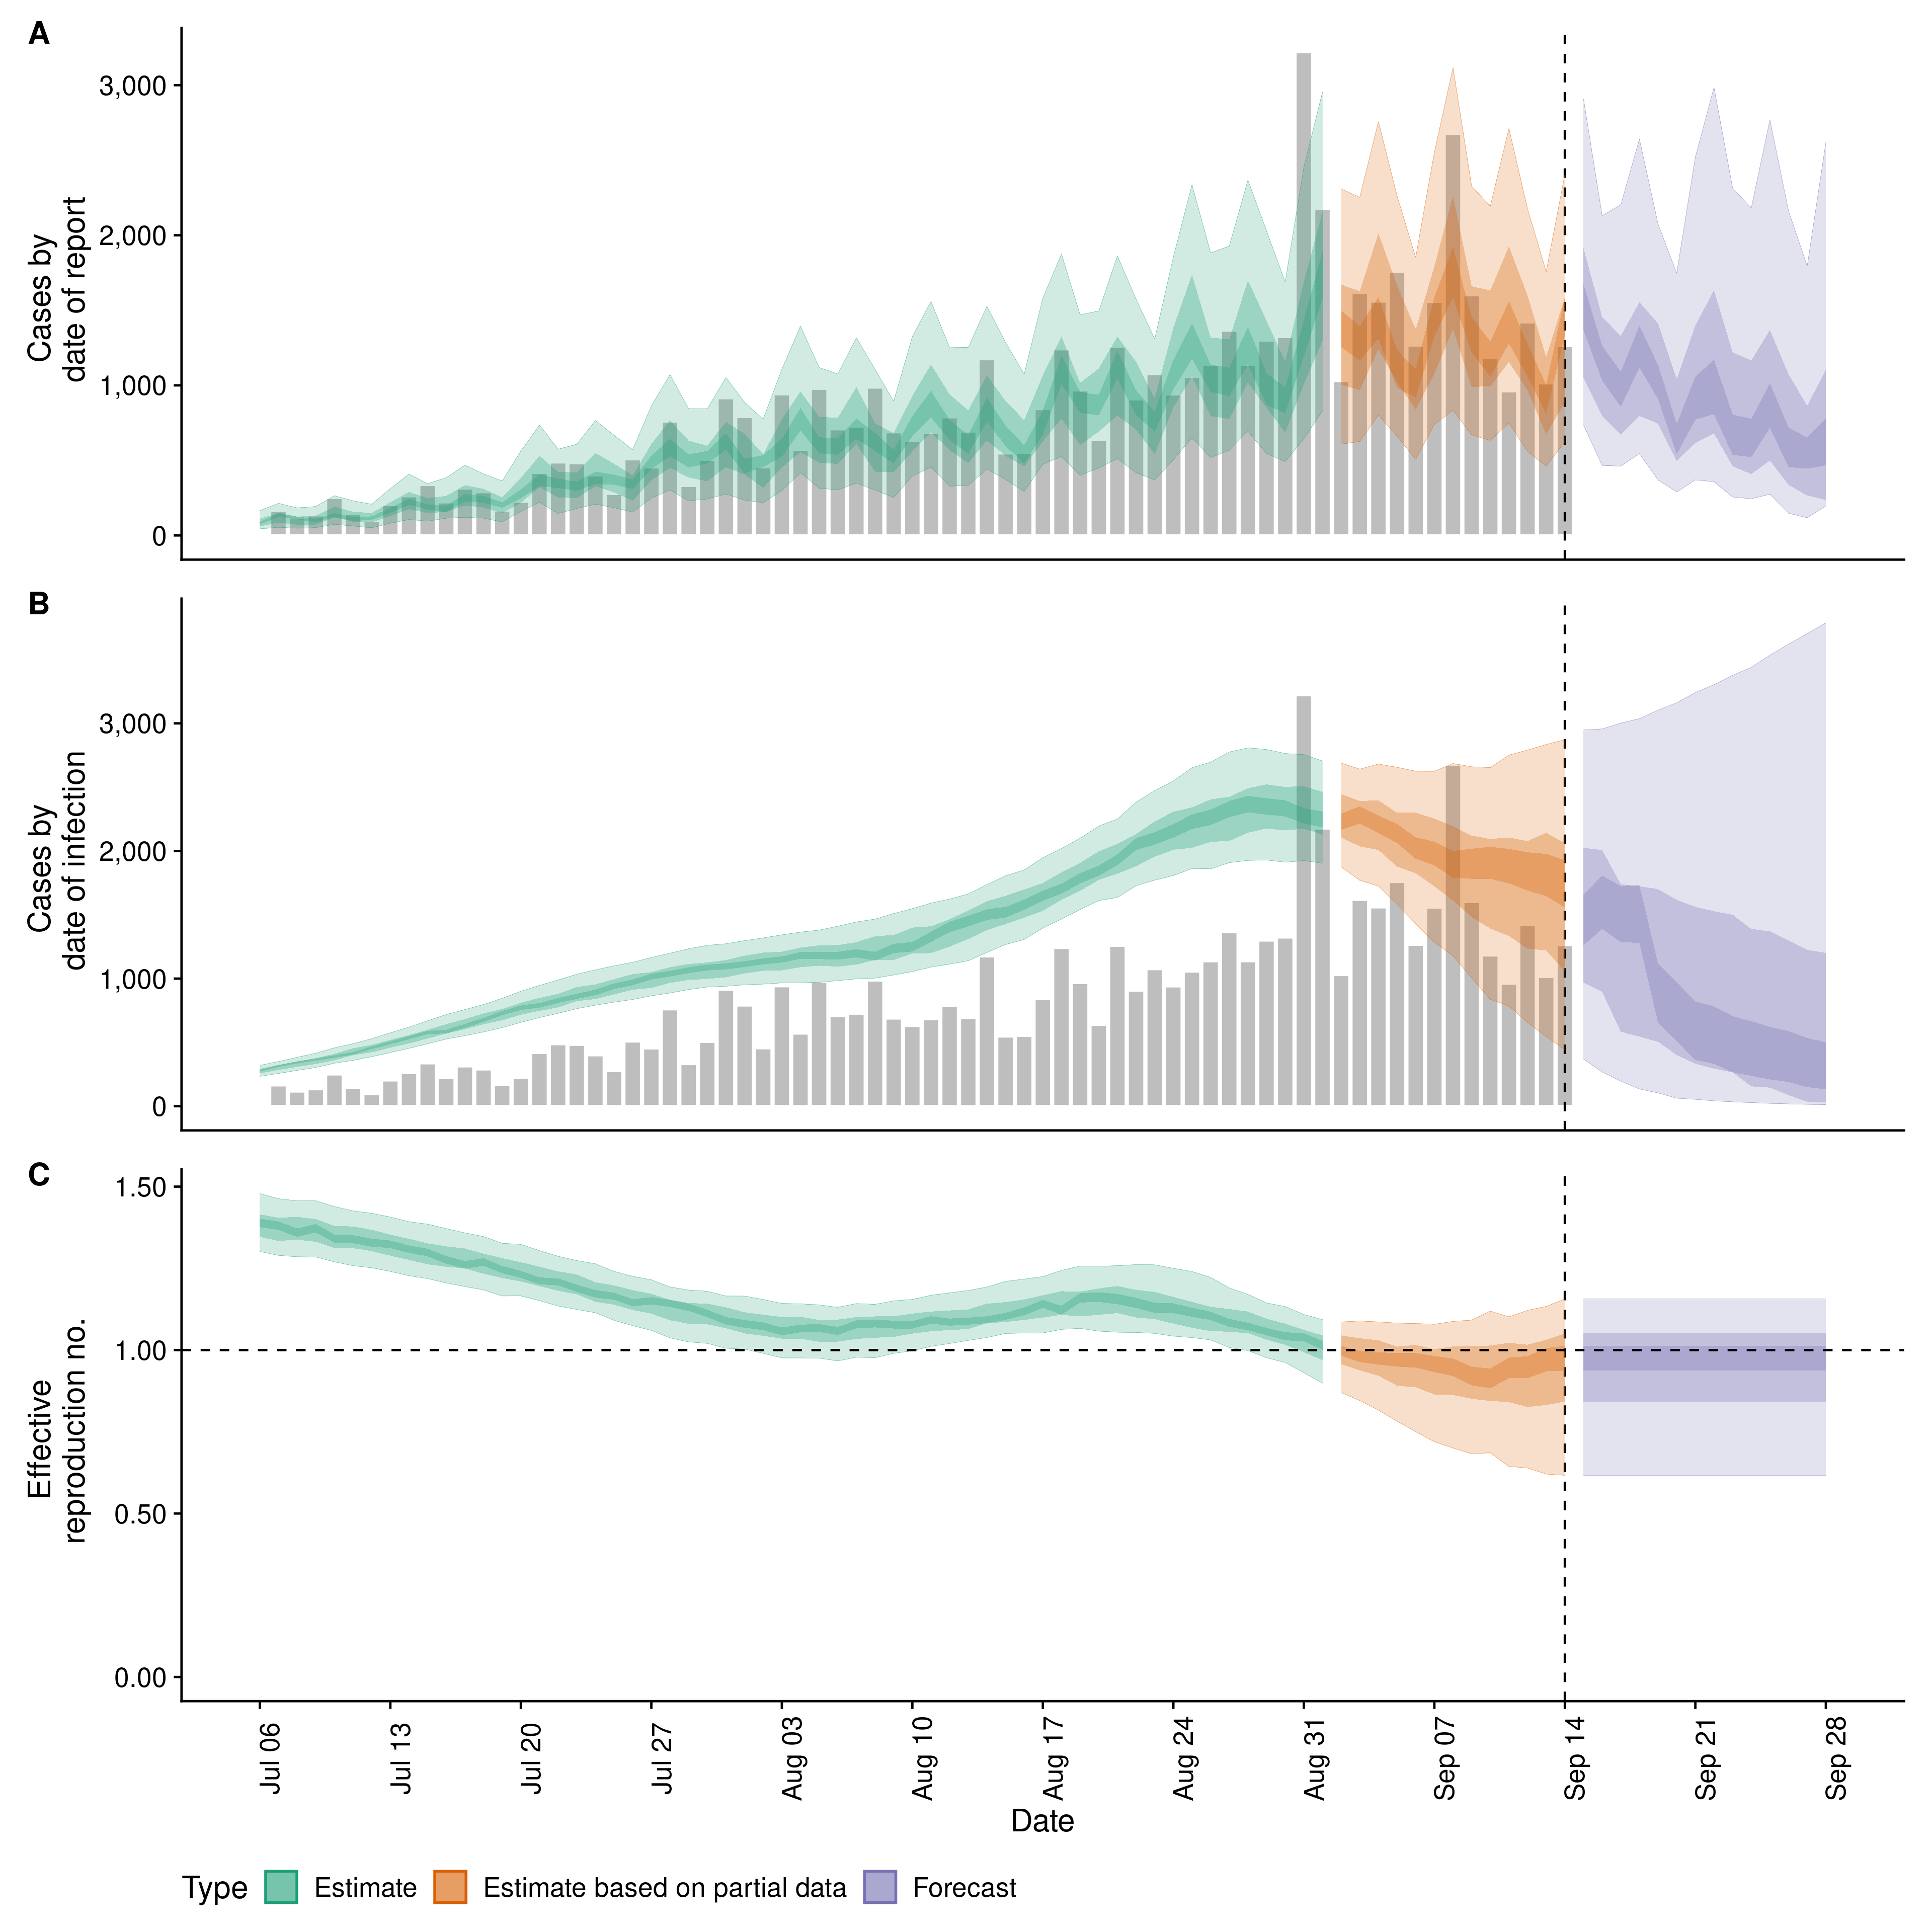 A
3,000
2,000
1,000
0
Cases by
date of report
B
3,000
2,000
1,000
0
Cases by
date of infection
C
1.50
1.00
0.50
0.00
Effective
reproduction no.
Jul 06
Jul 13
Jul 20
Jul 27
Aug 03
Aug 10
Aug 17
Aug 24
Aug 31
Sep 07
Sep 14
Sep 21
Sep 28
Date
Type Estimate Estimate based on partial data Forecast